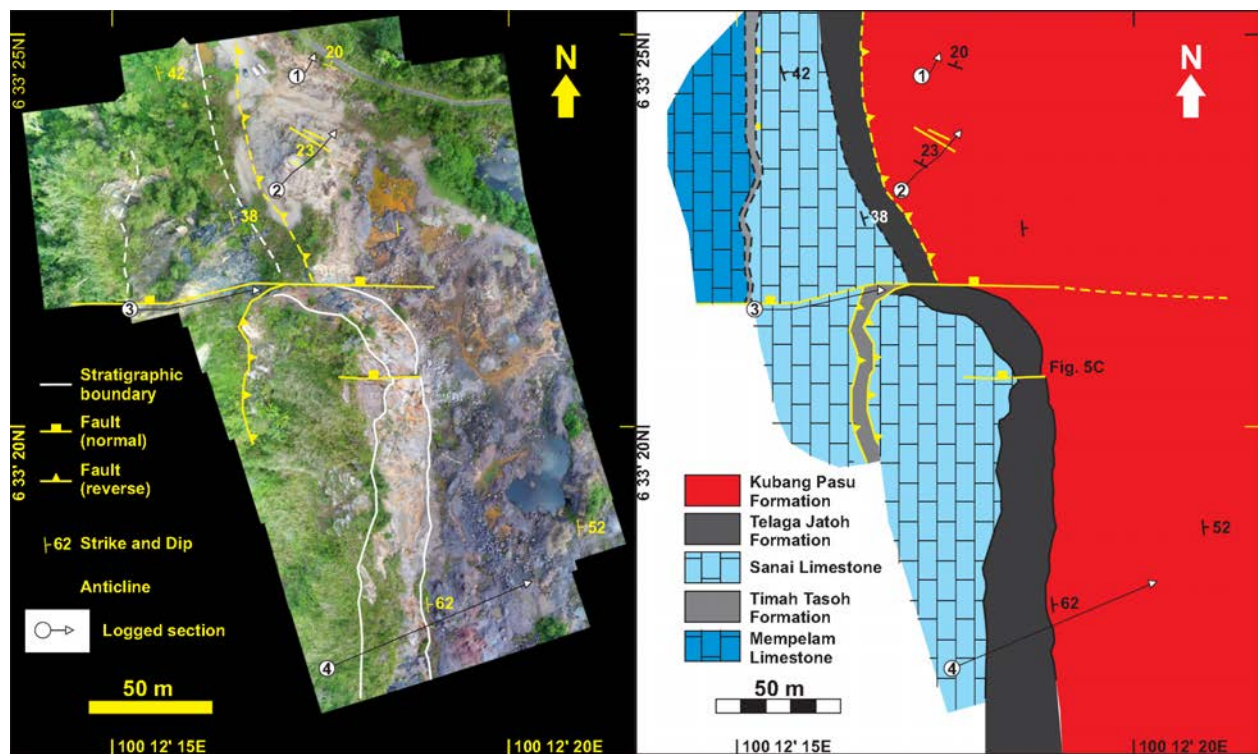 6 33' 25N
20
1
42
N
23
2
38
3
Stratigraphic
boundary
Fault
(normal)
Fault
(reverse)
62 Strike and Dip
Anticline
Logged section
50 m
6 33' 20N
52
62
4
100 12' 15E
100 12' 20E
6 33' 25N
20
1
42
N
23
2
38
3
Fig. 5C
6 33' 20N
Kubang Pasu
Formation
Telaga Jatoh
Formation
Sanai Limestone
Timah Tasoh
Formation
Mempelam
Limestone
50 m
52
62
4
100 12' 15E
100 12' 20E